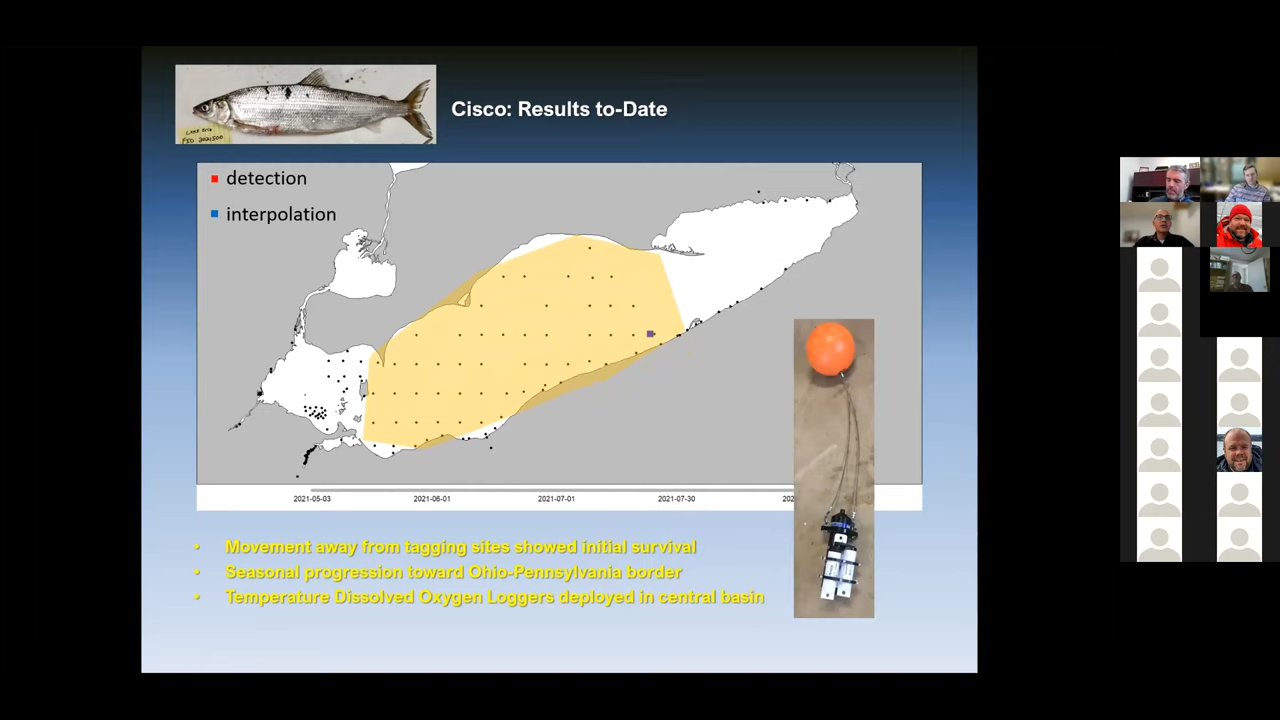 Cisco: Results to-Date
detection
interpolation
2021-05-03
2021-06-01
2021-07-01
2021-07-30
• Movement away from tagging sites showed initial survival
• Seasonal progression toward Ohio-Pennsylvania border
• Temperature Dissolved Oxygen Loggers deployed in central basin